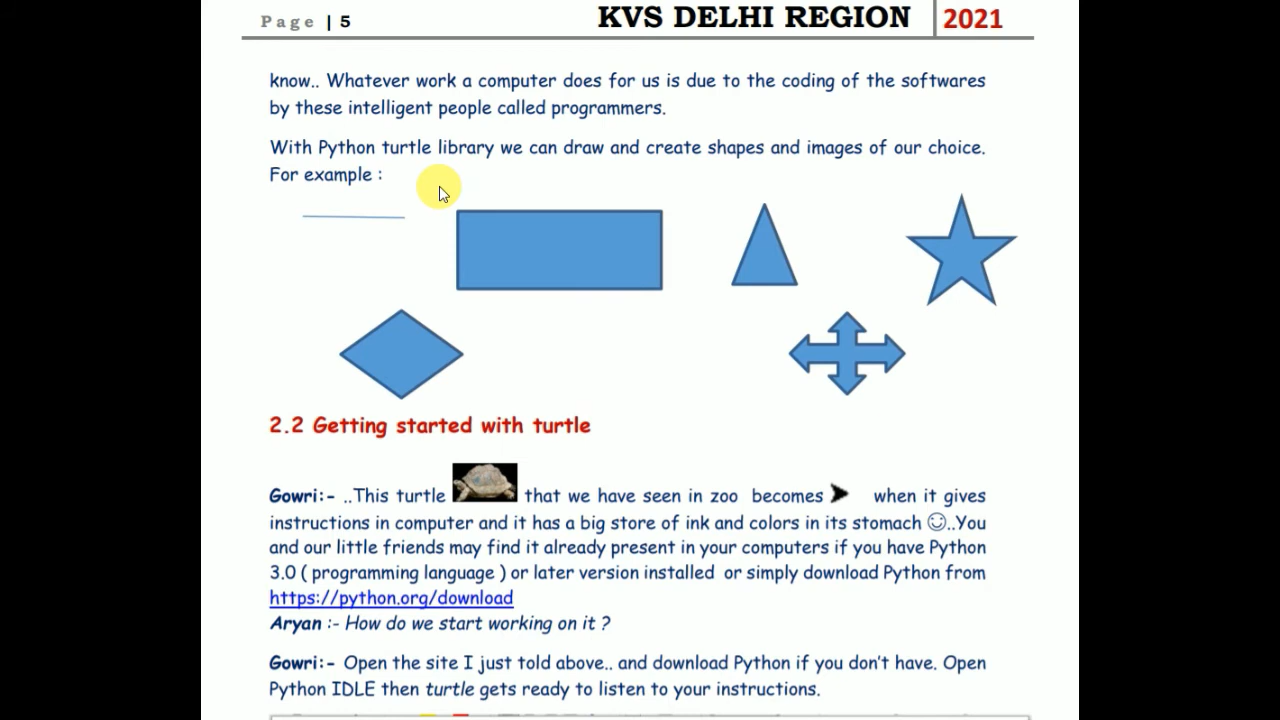 Page | 5
KVS DELHI REGION 2021
know.. Whatever work a computer does for us is due to the coding of the softwares
by these intelligent people called programmers.
With Python turtle library we can draw and create shapes and images of our choice.
For example :
2.2 Getting started with turtle
Gowri:- ..This turtle that we have seen in zoo becomes when it gives
instructions in computer and it has a big store of ink and colors in its stomach ☺..You
and our little friends may find it already present in your computers if you have Python
3.0 ( programming language ) or later version installed or simply download Python from
https://python.org/download
Aryan :- How do we start working on it ?
Gowri:- Open the site I just told above.. and download Python if you don't have. Open
Python IDLE then turtle gets ready to listen to your instructions.